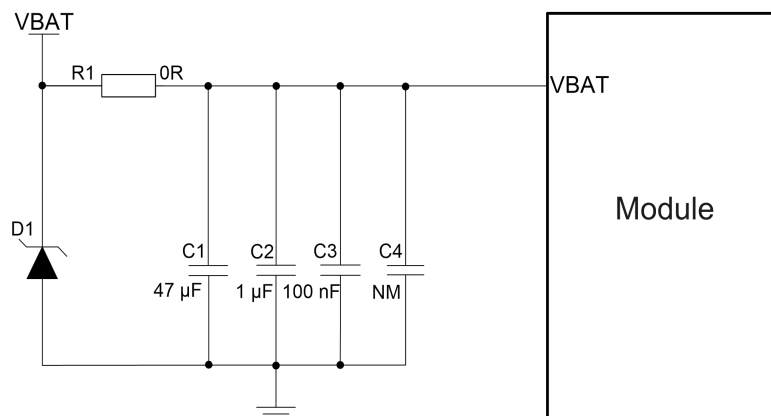 VBAT
R1 0R
VBAT
Module
D1
C1 C2 C3 C4
47 µF 1 µF 100 nF NM